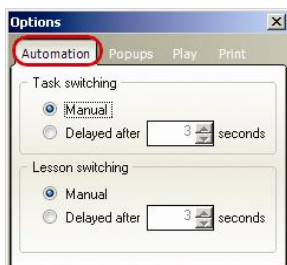 Options
Automation Popups Play Print
Task switching
Manual
Delayed after 3 seconds
Lesson switching
Manual
Delayed after 3 seconds